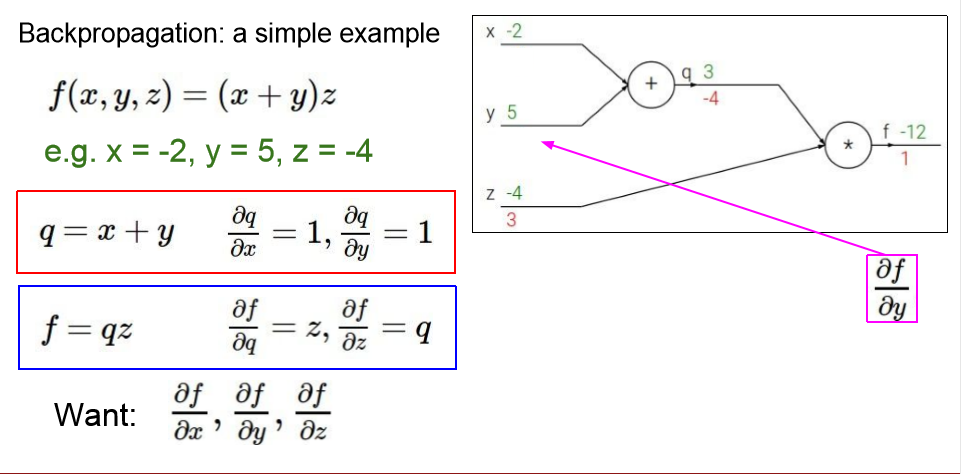 Backpropagation: a simple example
f(x, y, z) = (x + y)z
e.g. x = -2, y = 5, z = -4
q = x + y ∂q/∂x = 1, ∂q/∂y = 1
f = qz ∂f/∂q = z, ∂f/∂z = q
Want: ∂f/∂x, ∂f/∂y, ∂f/∂z
x -2
y 5
z -4
3
+
q 3
-4
*
f -12
1
∂f/∂y